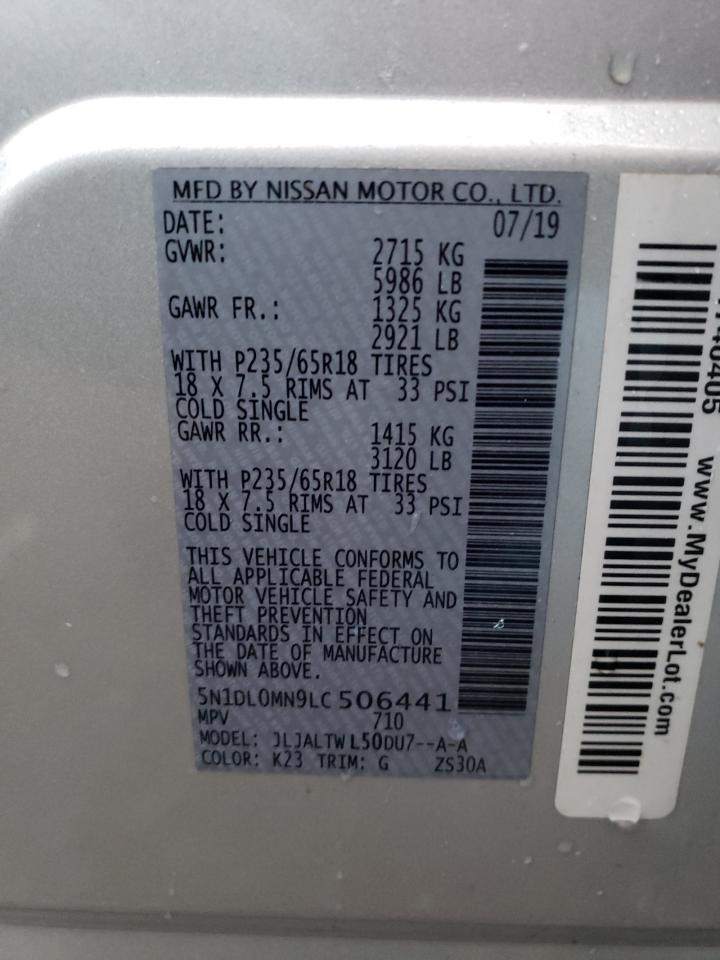 MFD BY NISSAN MOTOR CO., LTD.
DATE: 07/19
GVWR: 2715 KG
5986 LB
GAWR FR.: 1325 KG
2921 LB
WITH P235/65R18 TIRES
18 X 7.5 RIMS AT 33 PSI
COLD SINGLE
GAWR RR.: 1415 KG
3120 LB
WITH P235/65R18 TIRES
18 X 7.5 RIMS AT 33 PSI
COLD SINGLE
THIS VEHICLE CONFORMS TO
ALL APPLICABLE FEDERAL
MOTOR VEHICLE SAFETY AND
THEFT PREVENTION
STANDARDS IN EFFECT ON
THE DATE OF MANUFACTURE
SHOWN ABOVE.
5N1DL0MN9LC506441
MPV 710
MODEL: JLJALTWL50DU7--A-A
COLOR: K23 TRIM: G ZS30A
www.MyDealerLot.com